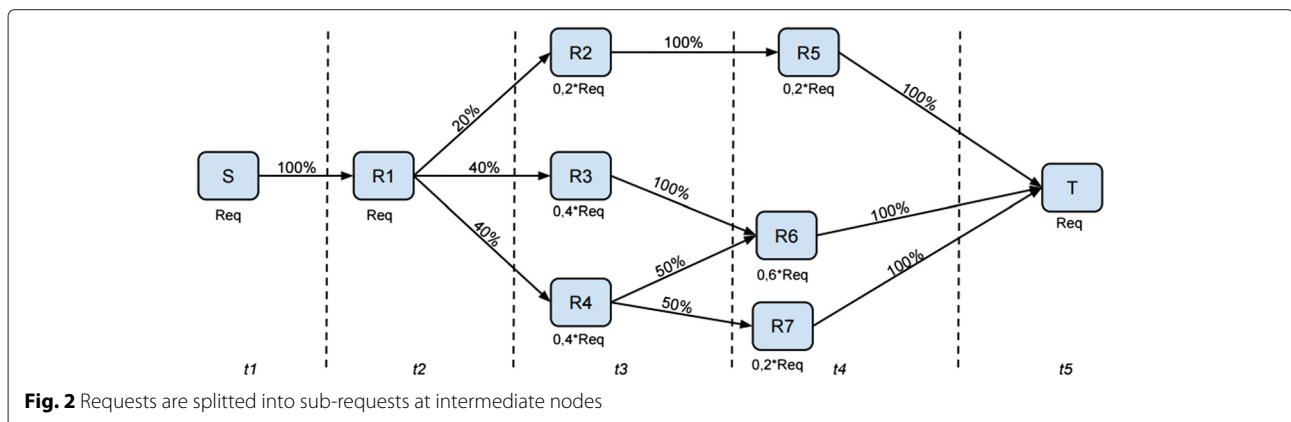 R2
100%
R5
0,2*Req
0,2*Req
100%
20%
S
100%
R1
40%
R3
100%
T
Req
Req
0,4*Req
Req
40%
R6
100%
50%
0,6*Req
100%
R4
50%
R7
0,4*Req
0,2*Req
t1
t2
t3
t4
t5
Fig. 2 Requests are splitted into sub-requests at intermediate nodes